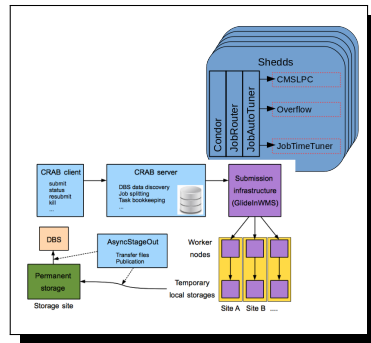 Shedds
Condor
JobRouter
JobAutoTuner
CMSLPC
Overflow
JobTimeTuner
CRAB client
submit
status
resubmit
kill
...
CRAB server
DBS data discovery
Job splitting
Task bookkeeping
...
Submission
infrastructure
(GlideInWMS)
DBS
AsyncStageOut
Transfer files
Publication
Worker
nodes
Permanent
storage
Storage site
Temporary
local storages
Site A Site B ....